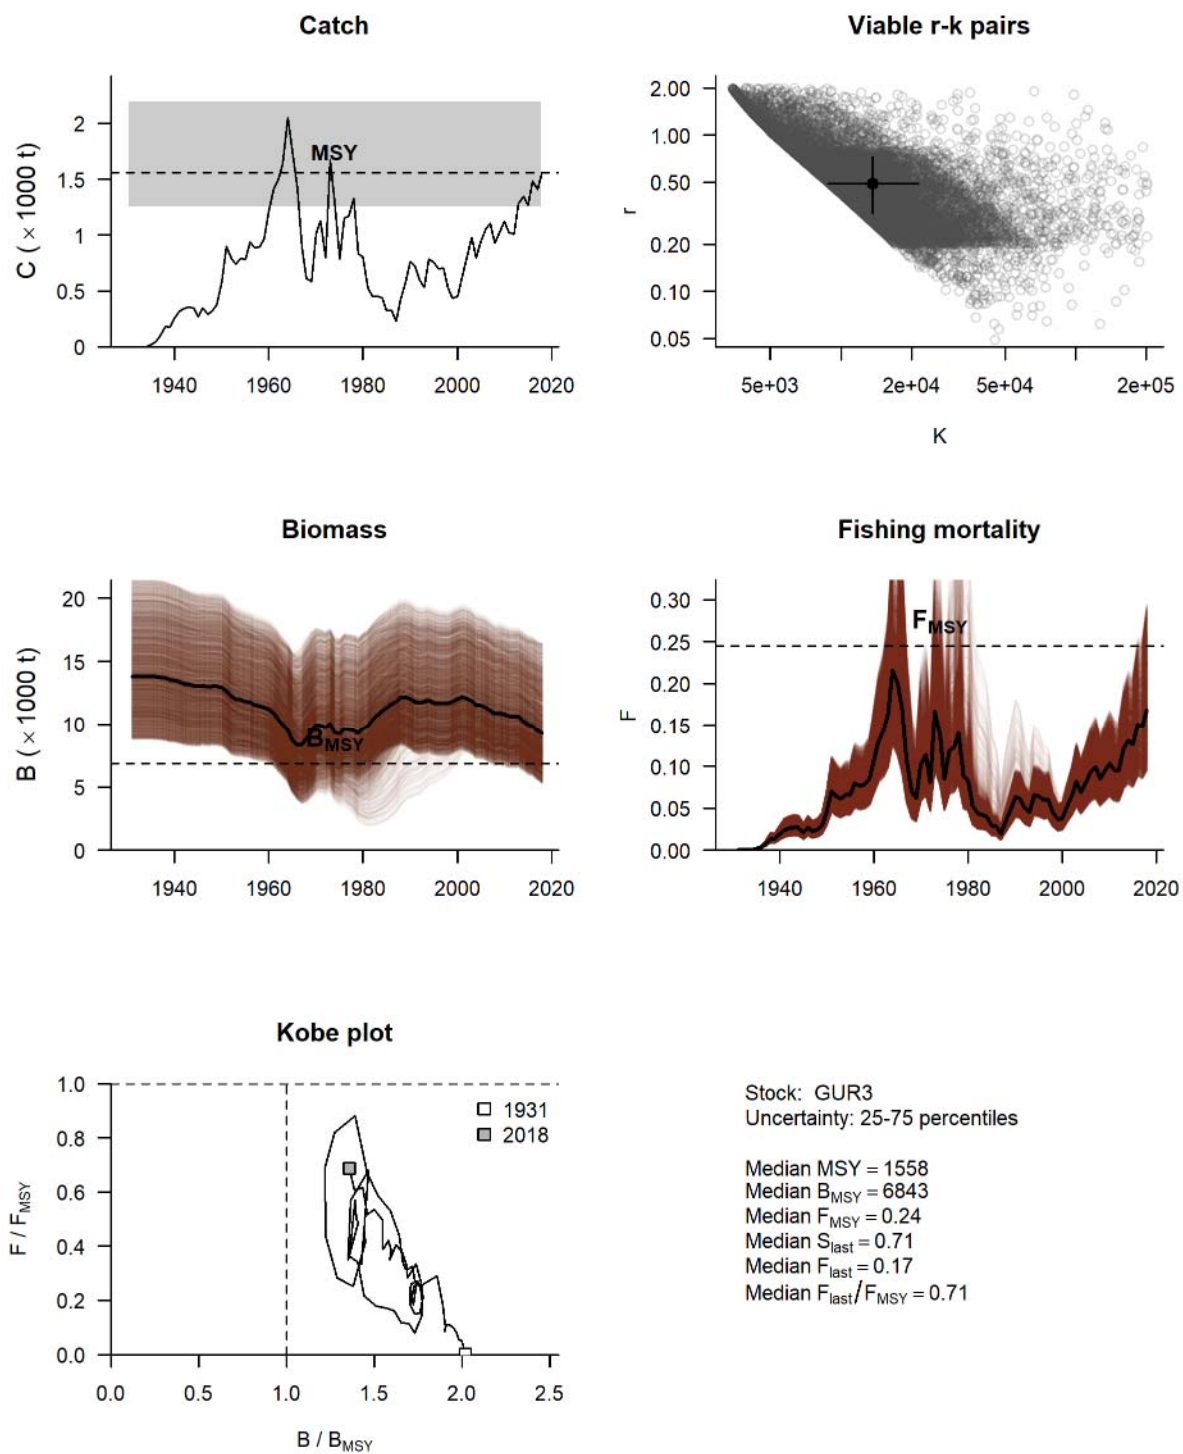 Catch
C ( × 1000 t)
2
1.5
1
0.5
0
MSY
1940 1960 1980 2000 2020
Viable r-k pairs
r
2.00
1.00
0.50
0.20
0.10
0.05
5e+03 2e+04 5e+04 2e+05
K
Biomass
B ( × 1000 t)
20
15
10
5
0
BMSY
1940 1960 1980 2000 2020
Fishing mortality
F
0.30
0.25
0.20
0.15
0.10
0.05
0.00
FMSY
1940 1960 1980 2000 2020
Kobe plot
F / FMSY
1.0
0.8
0.6
0.4
0.2
0.0
1931
2018
0.0 0.5 1.0 1.5 2.0 2.5
B / BMSY
Stock: GUR3
Uncertainty: 25-75 percentiles
Median MSY = 1558
Median BMSY = 6843
Median FMSY = 0.24
Median Slast = 0.71
Median Flast = 0.17
Median Flast/FMSY = 0.71